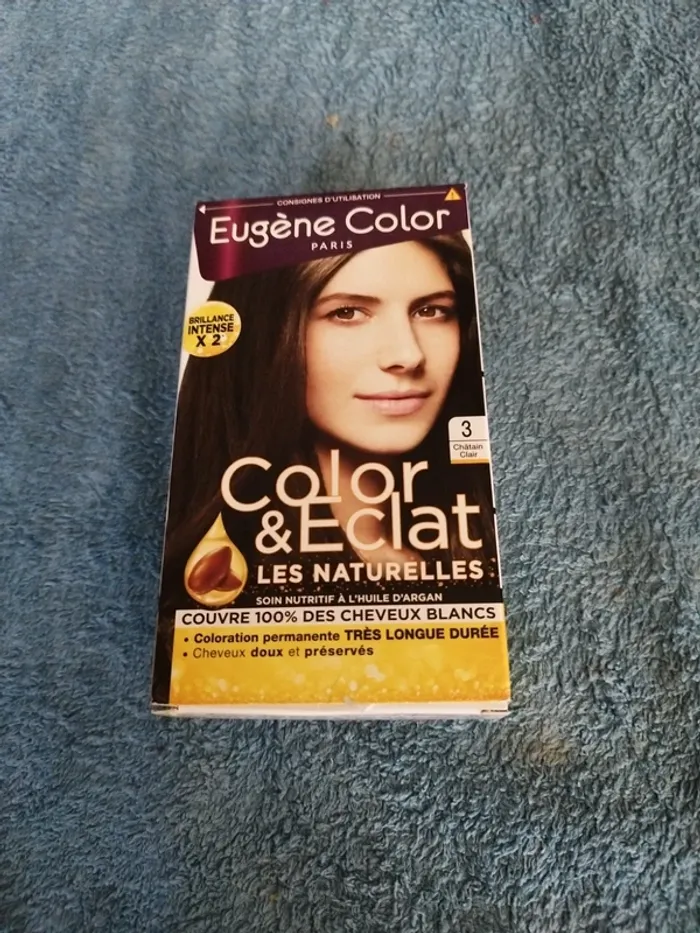 CONSIGNES D'UTILISATION
Eugène Color
PARIS
BRILLANCE
INTENSE
X 2
3
Châtain
Clair
Color
&Eclat
LES NATURELLES
SOIN NUTRITIF À L'HUILE D'ARGAN
COUVRE 100% DES CHEVEUX BLANCS
• Coloration permanente TRÈS LONGUE DURÉE
• Cheveux doux et préservés